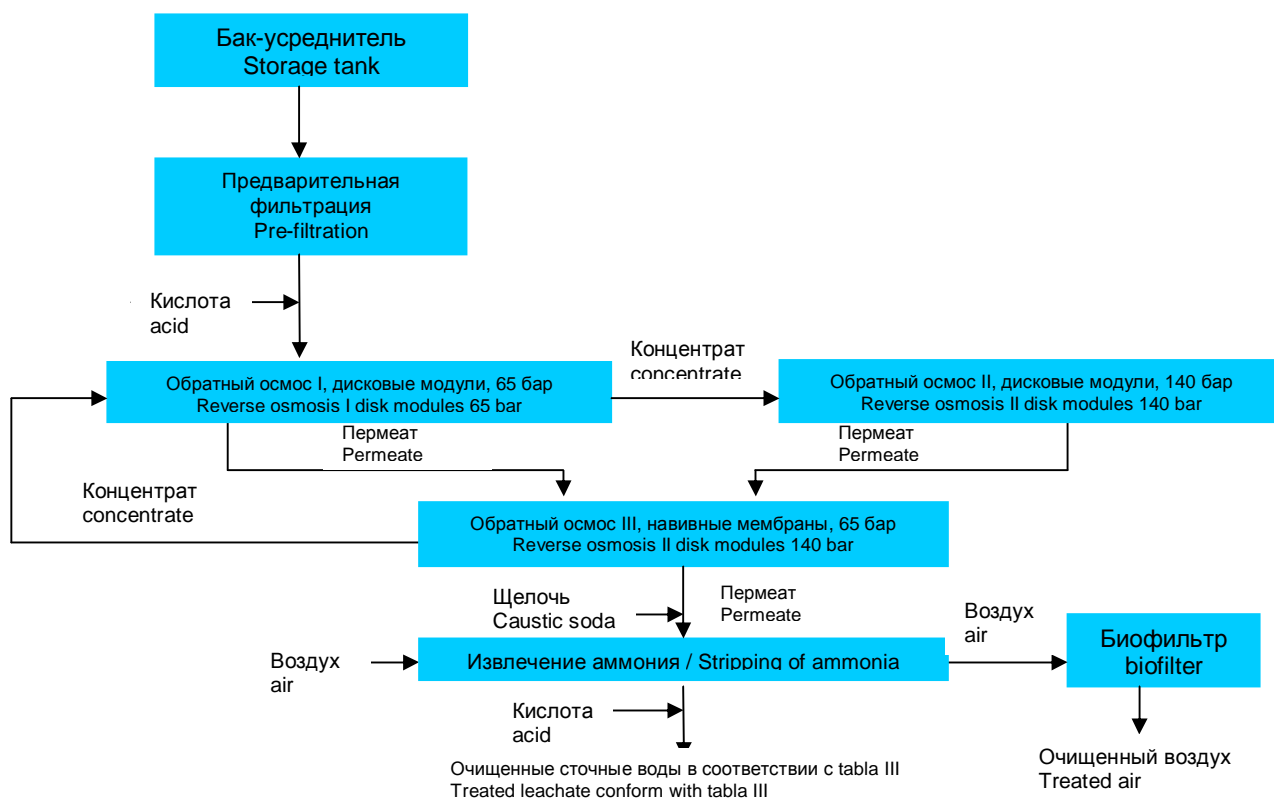 Бак-усреднитель
Storage tank
Предварительная
фильтрация
Pre-filtration
Кислота
acid
Концентрат
concentrate
Обратный осмос I, дисковые модули, 65 бар
Reverse osmosis I disk modules 65 bar
Обратный осмос II, дисковые модули, 140 бар
Reverse osmosis II disk modules 140 bar
Пермеат
Permeate
Пермеат
Permeate
Концентрат
concentrate
Обратный осмос III, навивные мембраны, 65 бар
Reverse osmosis II disk modules 140 bar
Щелочь
Caustic soda
Пермеат
Permeate
Воздух
air
Воздух
air
Извлечение аммония / Stripping of ammonia
Биофильтр
biofilter
Кислота
acid
Очищенные сточные воды в соответствии с tabla III
Treated leachate conform with tabla III
Очищенный воздух
Treated air